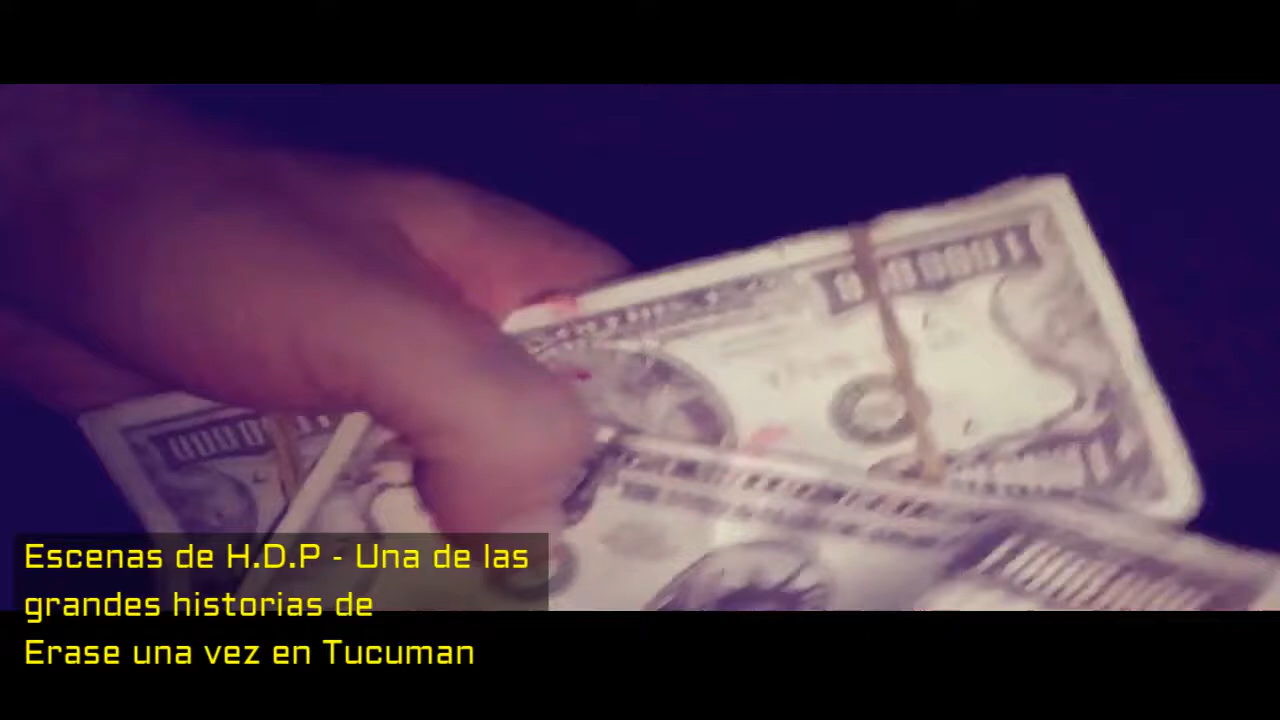 Escenas de H.D.P - Una de las
grandes historias de
Erase una vez en Tucuman